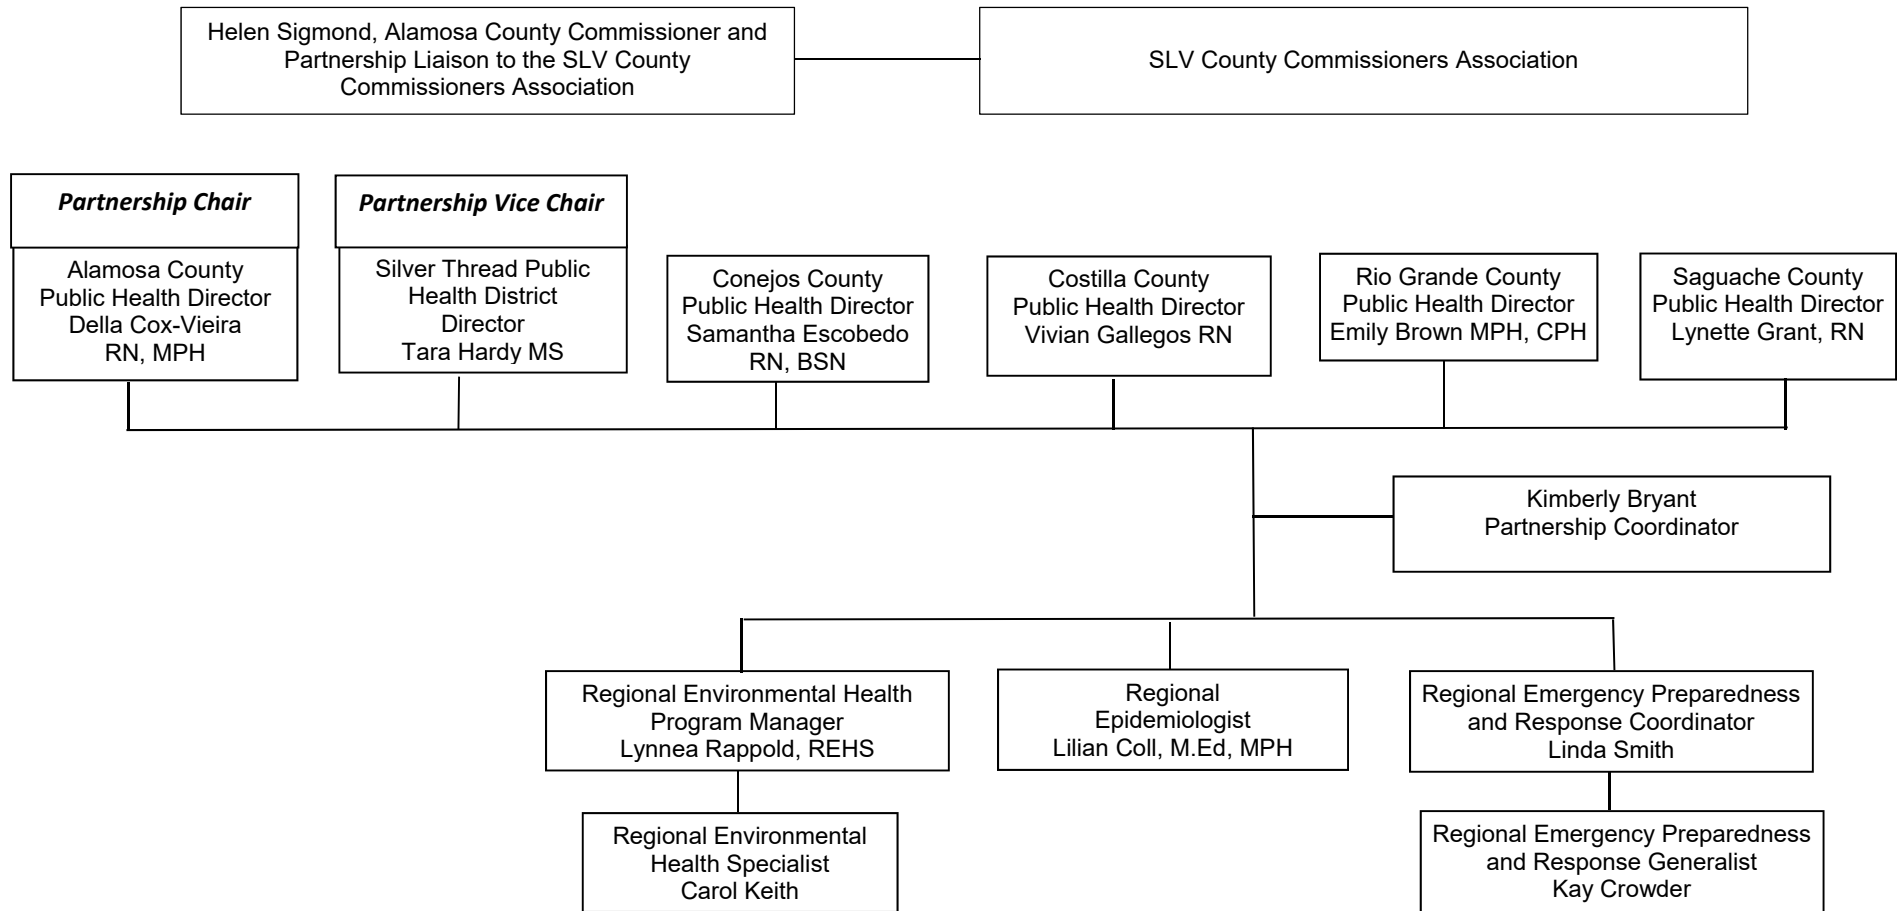 Helen Sigmond, Alamosa County Commissioner and
Partnership Liaison to the SLV County
Commissioners Association
SLV County Commissioners Association
Partnership Chair
Alamosa County
Public Health Director
Della Cox-Vieira
RN, MPH
Partnership Vice Chair
Silver Thread Public
Health District
Director
Tara Hardy MS
Conejos County
Public Health Director
Samantha Escobedo
RN, BSN
Costilla County
Public Health Director
Vivian Gallegos RN
Rio Grande County
Public Health Director
Emily Brown MPH, CPH
Saguache County
Public Health Director
Lynette Grant, RN
Kimberly Bryant
Partnership Coordinator
Regional Environmental Health
Program Manager
Lynnea Rappold, REHS
Regional
Epidemiologist
Lilian Coll, M.Ed, MPH
Regional Emergency Preparedness
and Response Coordinator
Linda Smith
Regional Environmental
Health Specialist
Carol Keith
Regional Emergency Preparedness
and Response Generalist
Kay Crowder